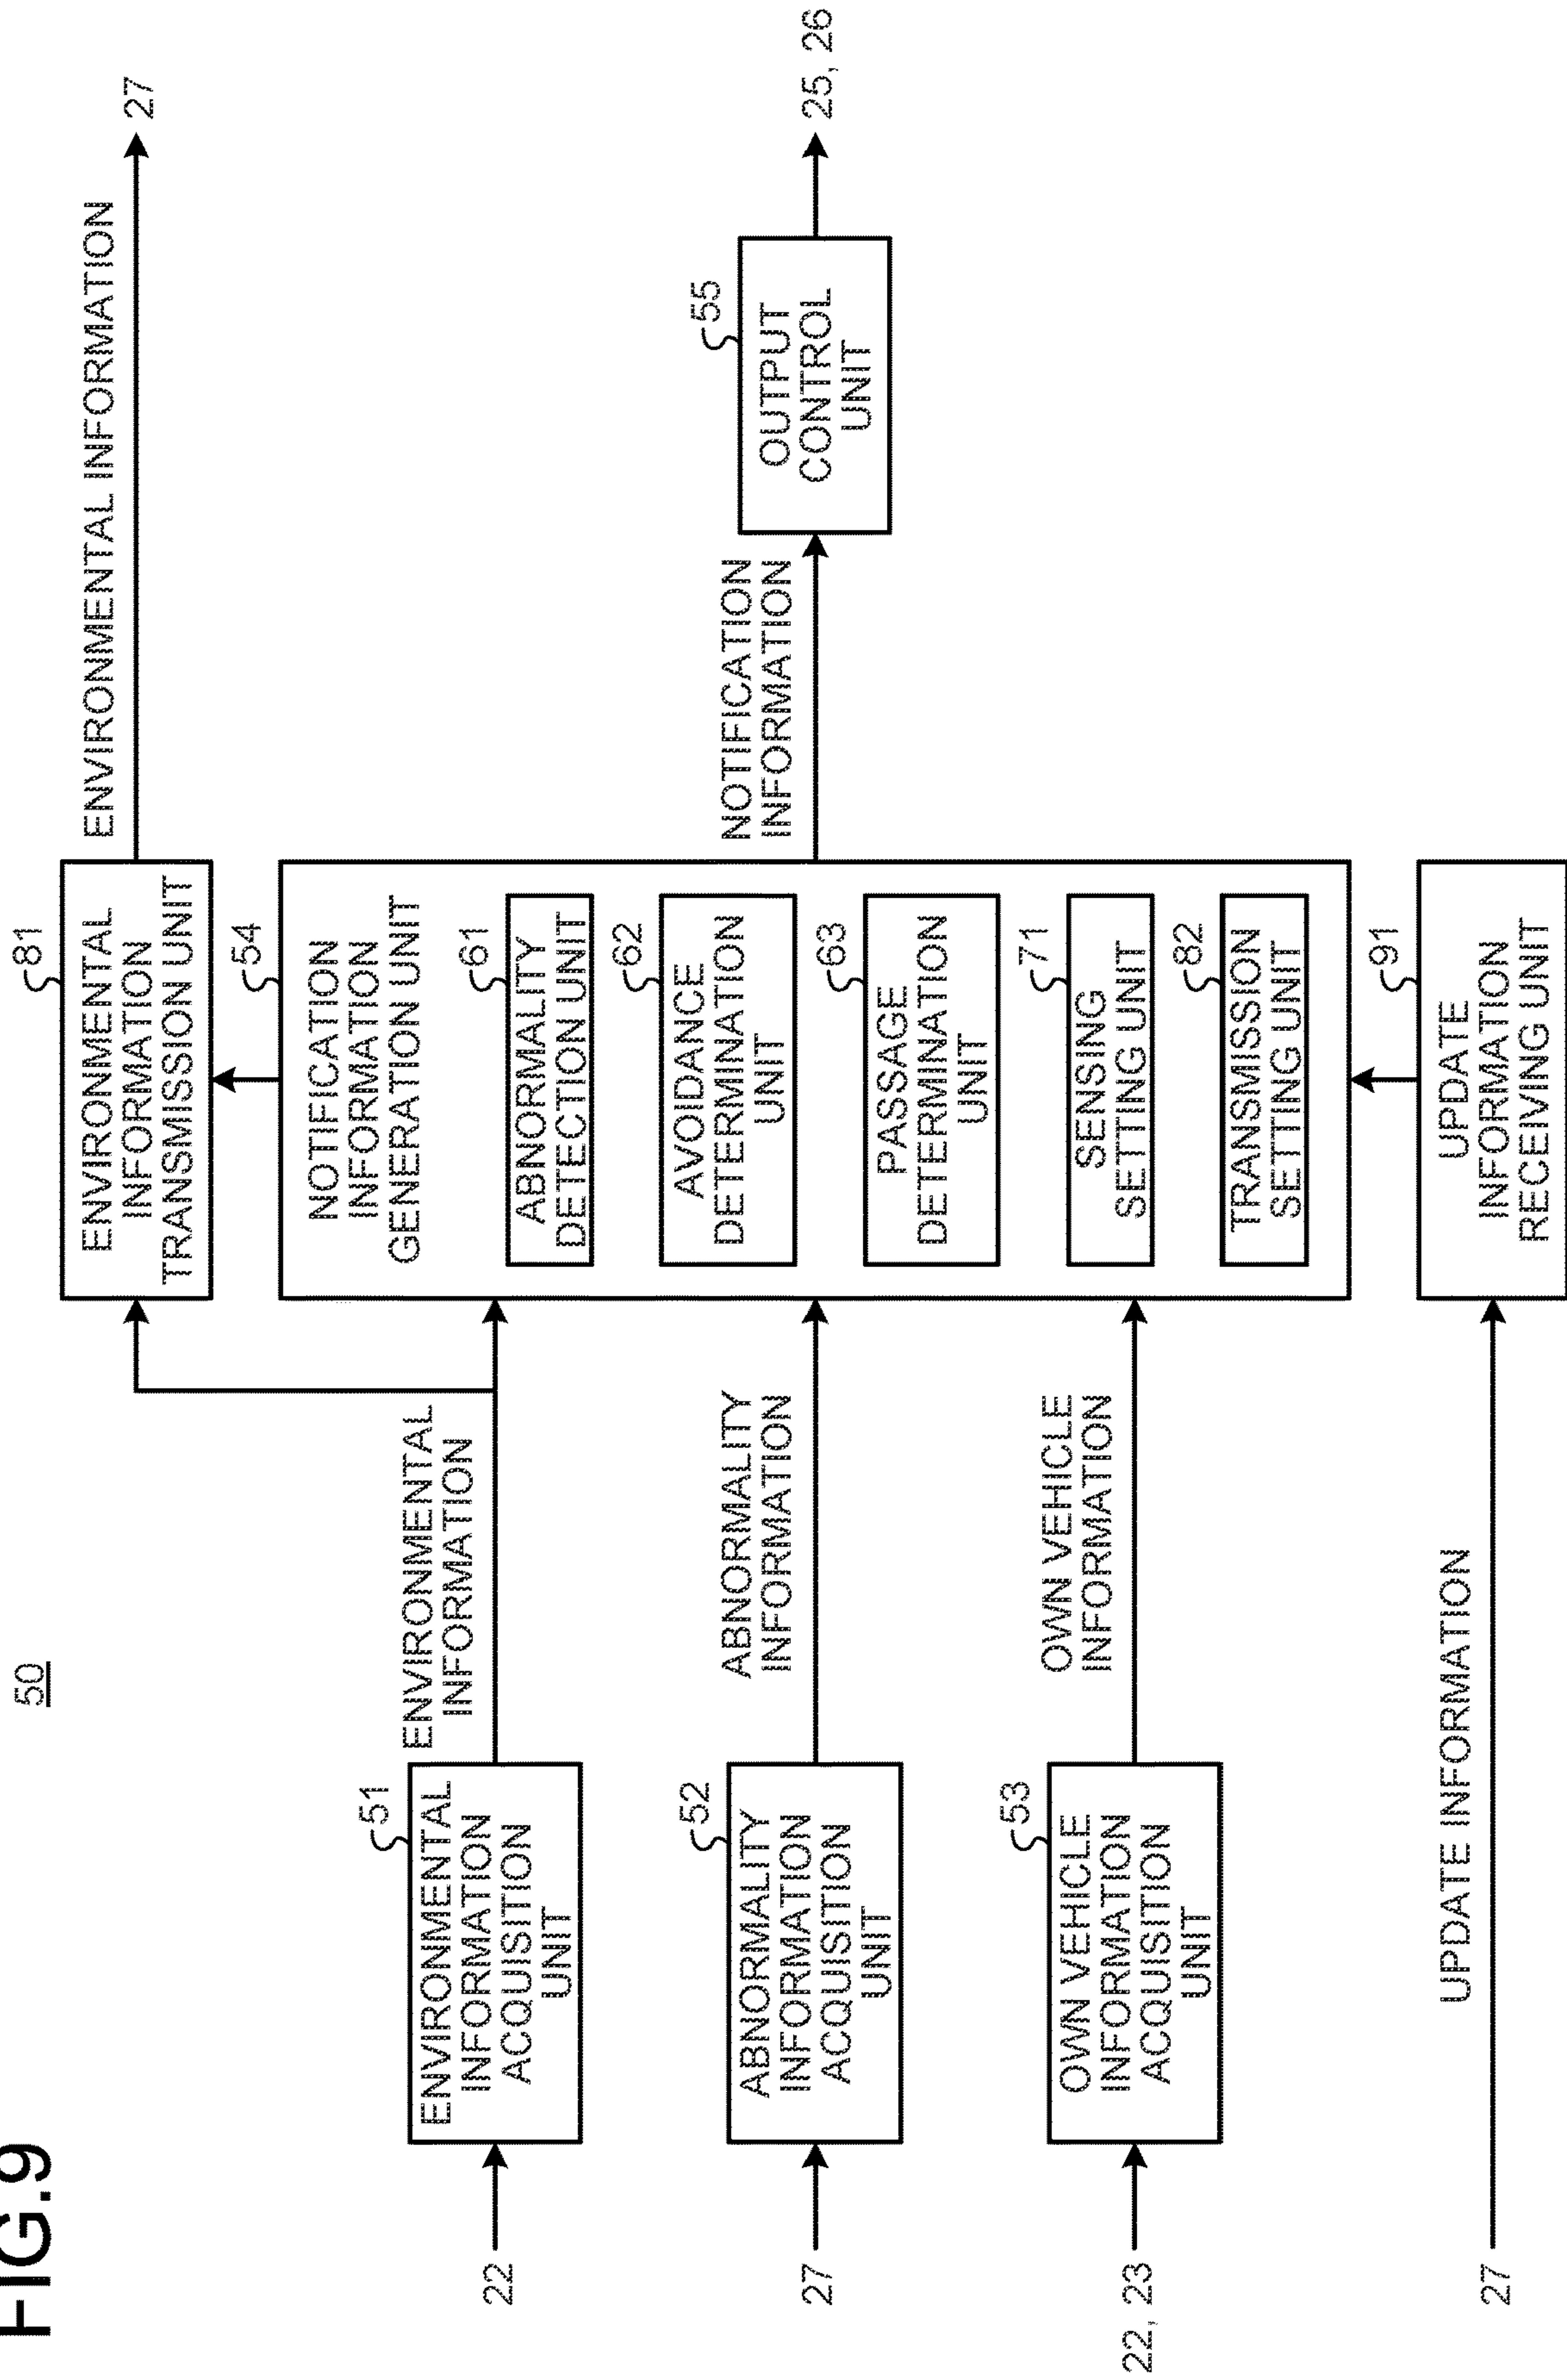 FIG.9
50
22
51
ENVIRONMENTAL
INFORMATION
ACQUISITION
UNIT
ENVIRONMENTAL
INFORMATION
27
52
ABNORMALITY
INFORMATION
ACQUISITION
UNIT
ABNORMALITY
INFORMATION
22, 23
53
OWN VEHICLE
INFORMATION
ACQUISITION
UNIT
OWN VEHICLE
INFORMATION
27
UPDATE INFORMATION
81
ENVIRONMENTAL
INFORMATION
TRANSMISSION UNIT
ENVIRONMENTAL INFORMATION
27
54
NOTIFICATION
INFORMATION
GENERATION UNIT
61
ABNORMALITY
DETECTION UNIT
62
AVOIDANCE
DETERMINATION
UNIT
63
PASSAGE
DETERMINATION
UNIT
71
SENSING
SETTING UNIT
82
TRANSMISSION
SETTING UNIT
91
UPDATE
INFORMATION
RECEIVING UNIT
NOTIFICATION
INFORMATION
55
OUTPUT
CONTROL
UNIT
25, 26